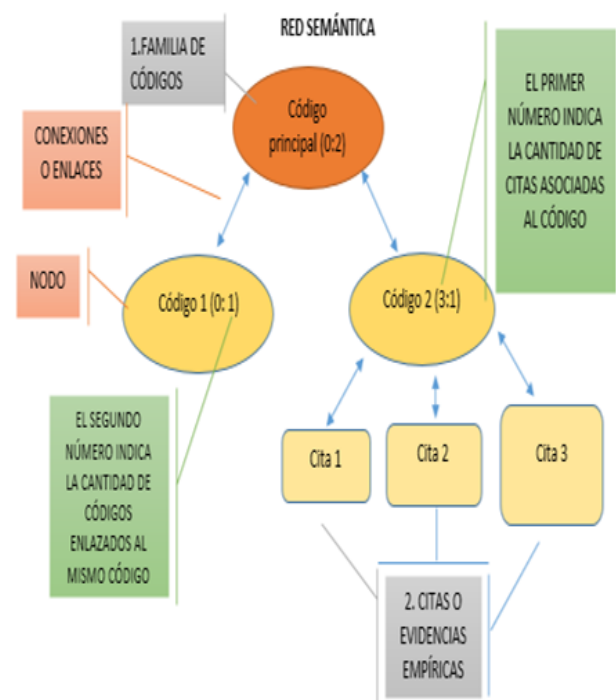 RED SEMÁNTICA
1.FAMILIA DE
CÓDIGOS
Código
principal (0:2)
EL PRIMER
NÚMERO INDICA
LA CANTIDAD DE
CITAS ASOCIADAS
AL CÓDIGO
CONEXIONES
O ENLACES
NODO
Código 1 (0: 1)
Código 2 (3:1)
EL SEGUNDO
NÚMERO INDICA
LA CANTIDAD DE
CÓDIGOS
ENLAZADOS AL
MISMO CÓDIGO
Cita 1
Cita 2
Cita 3
2. CITAS O
EVIDENCIAS
EMPÍRICAS